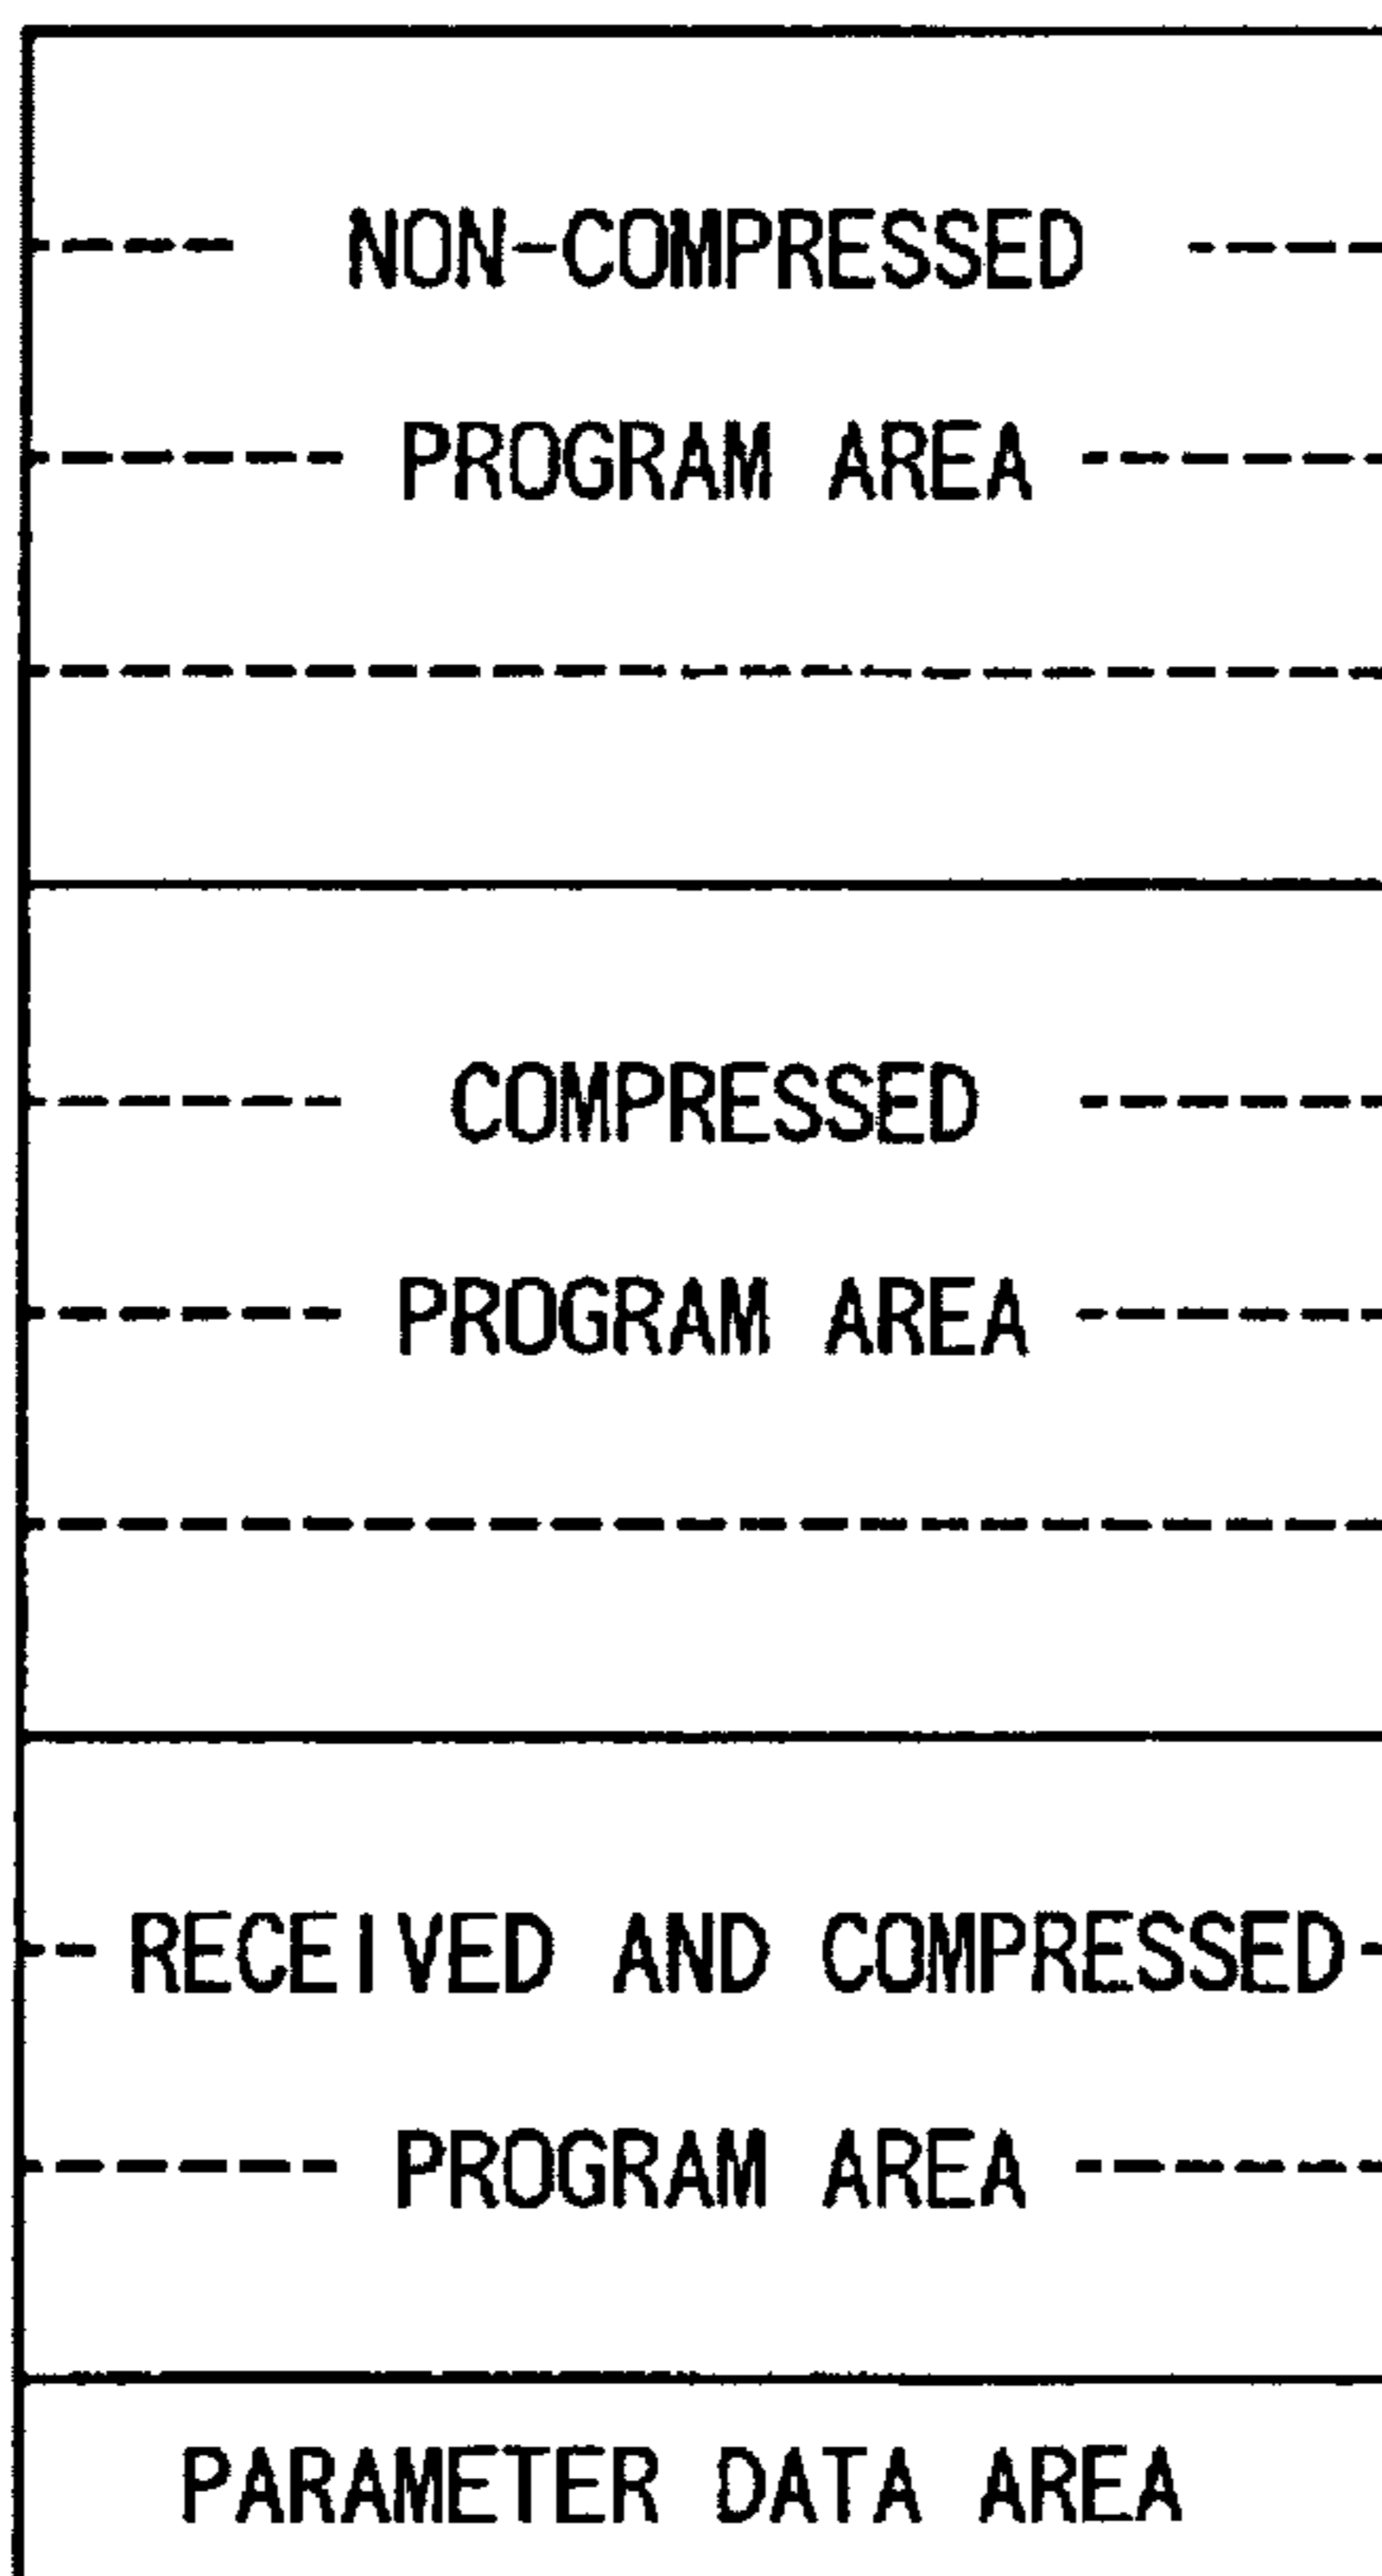 NON-COMPRESSED
PROGRAM AREA
COMPRESSED
PROGRAM AREA
RECEIVED AND COMPRESSED
PROGRAM AREA
PARAMETER DATA AREA